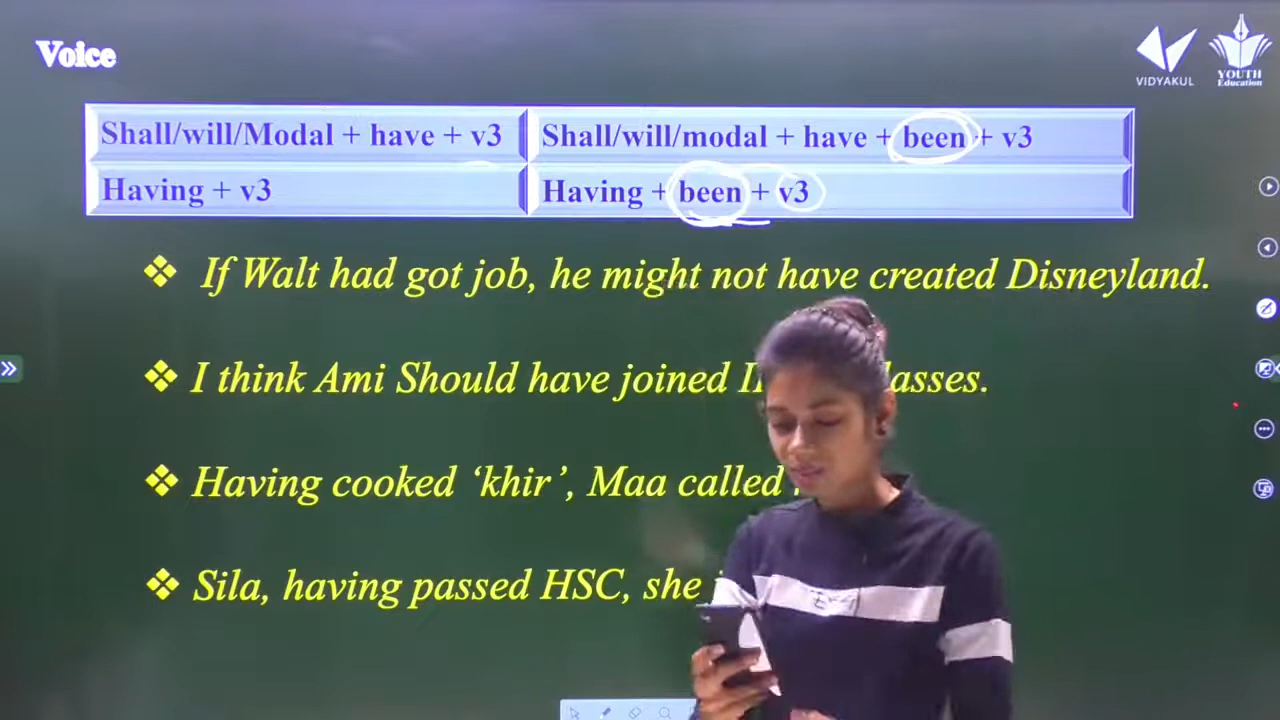 Voice
VIDYAKUL
YOUTH
Education
Shall/will/Modal + have + v3
Shall/will/modal + have + been + v3
Having + v3
Having + been + v3
If Walt had got job, he might not have created Disneyland.
I think Ami Should have joined
Having cooked ‘khir’, Maa called
Sila, having passed HSC, she